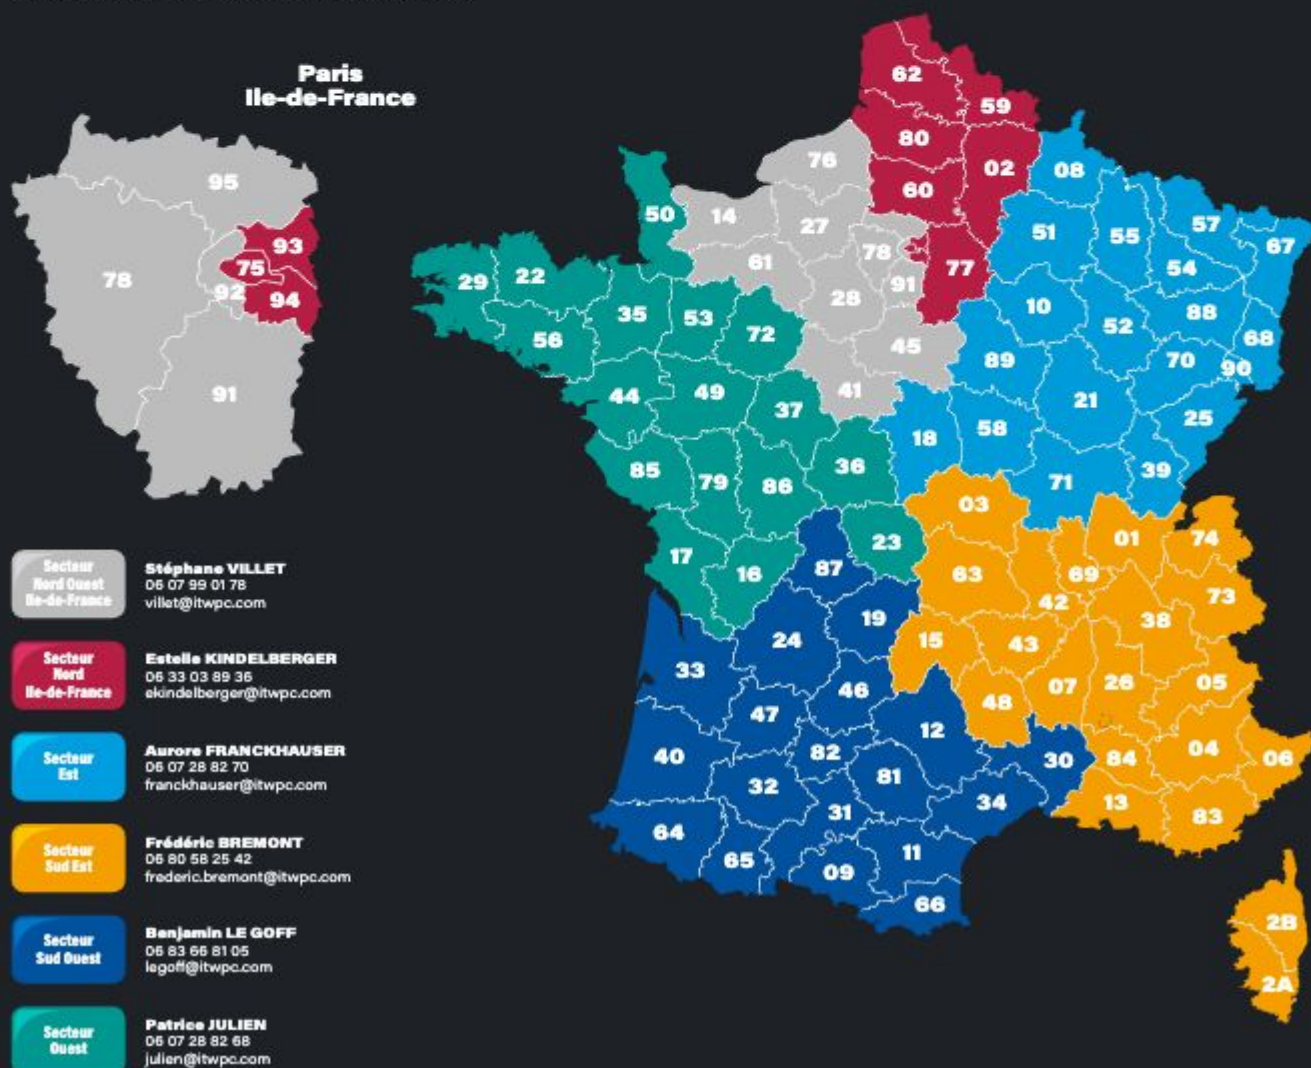 Paris
Ile-de-France
95
93
75
78
92
94
91
Secteur
Nord Ouest
Ile-de-France
Stéphane VILLET
06 07 99 01 78
villet@itwpc.com
Secteur
Nord
Ile-de-France
Estelle KINDELBERGER
06 33 03 89 36
ekindelberger@itwpc.com
Secteur
Est
Aurore FRANCKHAUSER
06 07 28 82 70
franckhauser@itwpc.com
Secteur
Sud Est
Frédéric BREMONT
06 80 58 25 42
frederic.bremont@itwpc.com
Secteur
Sud Ouest
Benjamin LE GOFF
06 83 66 81 05
legoff@itwpc.com
Secteur
Ouest
Patrice JULIEN
06 07 28 82 68
julien@itwpc.com
62
59
80
76
02
08
60
50
14
27
51
55
57
67
78
61
77
54
29
22
91
28
10
88
35
53
52
72
56
45
68
89
70
90
44
49
41
37
21
25
18
58
85
79
86
36
39
71
03
01
74
17
16
87
23
63
69
42
73
19
38
24
15
43
33
46
48
07
26
05
47
12
40
82
30
84
04
06
32
81
31
34
13
83
64
65
09
11
66
2B
2A